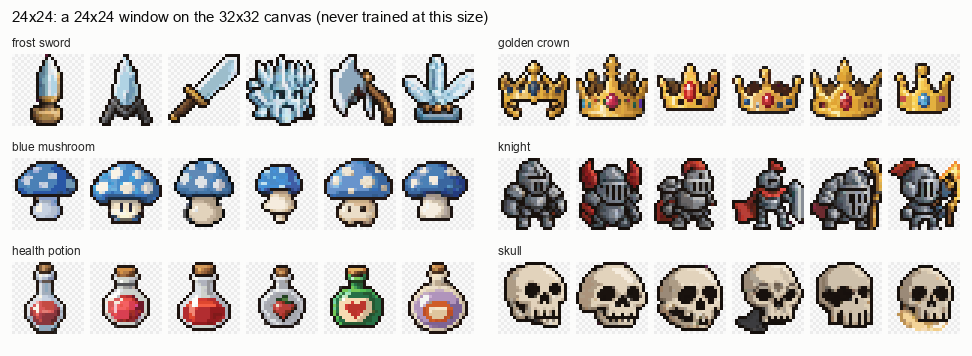 24x24: a 24x24 window on the 32x32 canvas (never trained at this size)
frost sword
golden crown
blue mushroom
knight
health potion
skull